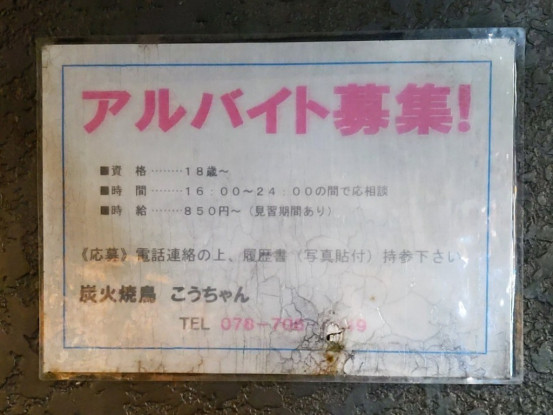 アルバイト募集!
■資　格………１８歳～
■時　間………１６：００～２４：００の間で応相談
■時　給………８５０円～（見習期間あり）
《応募》電話連絡の上、履歴書（写真貼付）持参下さい
炭火焼鳥　こうちゃん
TEL 078-